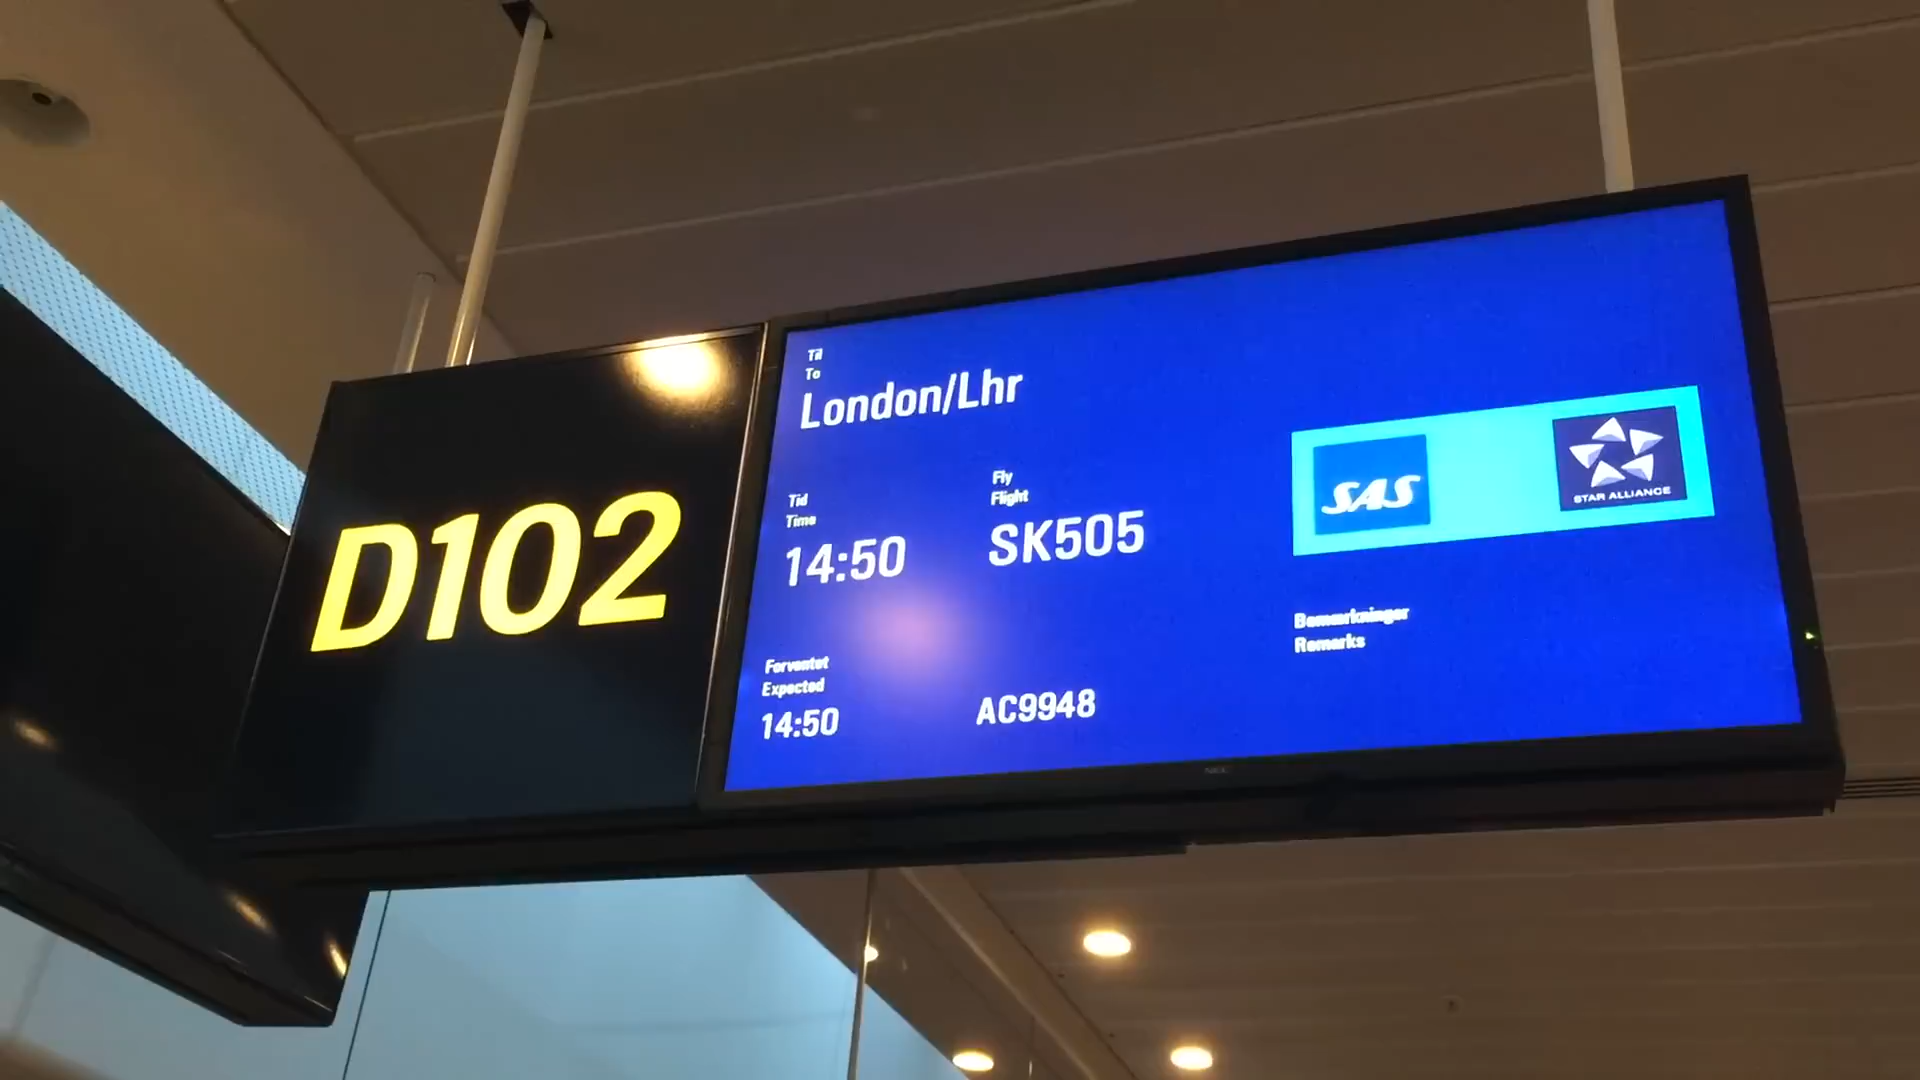 D102
Til
To
London/Lhr
Tid
Time
14:50
Fly
Flight
SK505
SAS
STAR ALLIANCE
Forventet
Expected
14:50
AC9948
Bemærkninger
Remarks
NEC